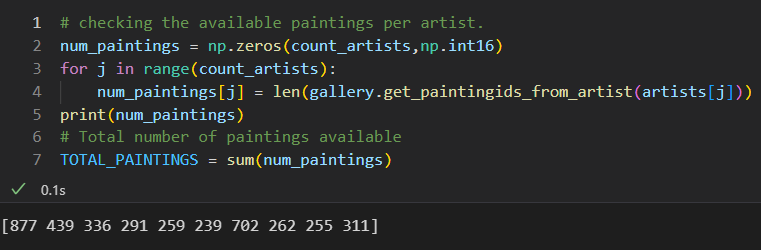 1 # checking the available paintings per artist.
2 num_paintings = np.zeros(count_artists,np.int16)
3 for j in range(count_artists):
4     num_paintings[j] = len(gallery.get_paintingids_from_artist(artists[j]))
5 print(num_paintings)
6 # Total number of paintings available
7 TOTAL_PAINTINGS = sum(num_paintings)
✓ 0.1s
[877 439 336 291 259 239 702 262 255 311]